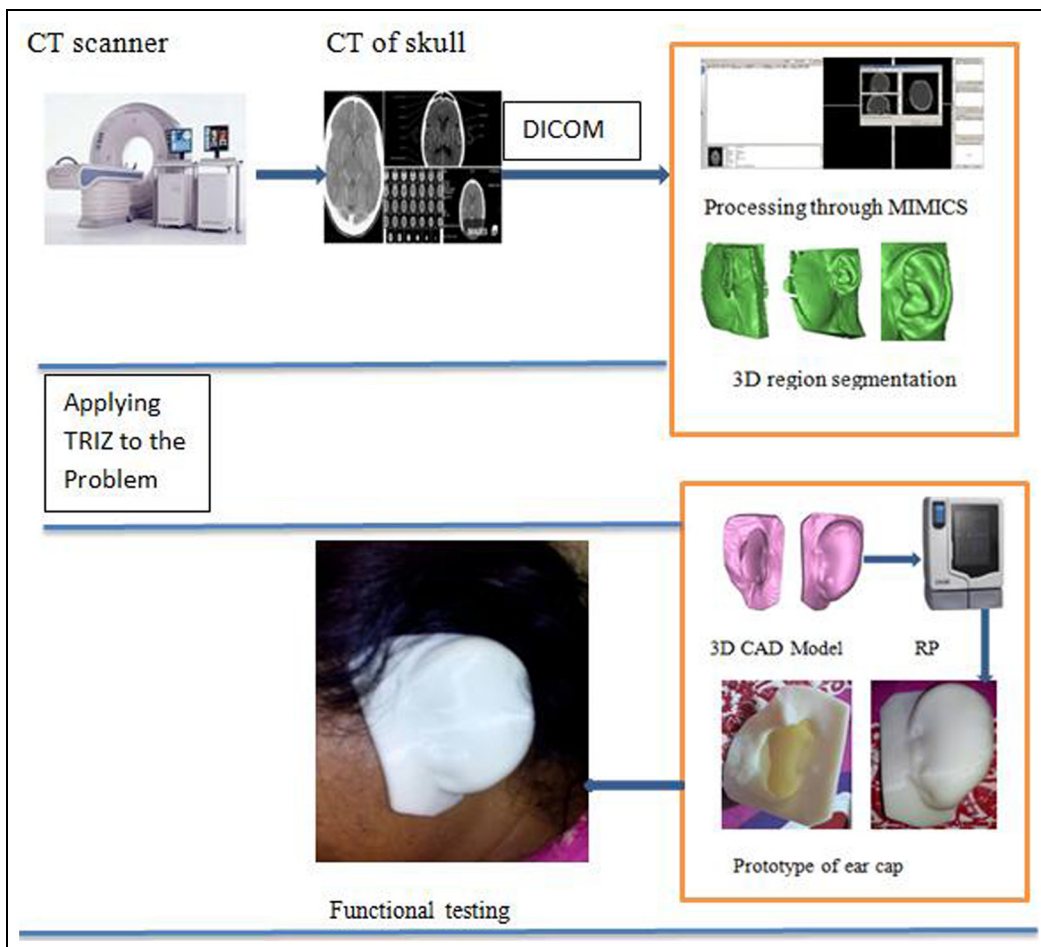 CT scanner
CT of skull
DICOM
Processing through MIMICS
3D region segmentation
Applying
TRIZ to the
Problem
3D CAD Model
RP
Prototype of ear cap
Functional testing